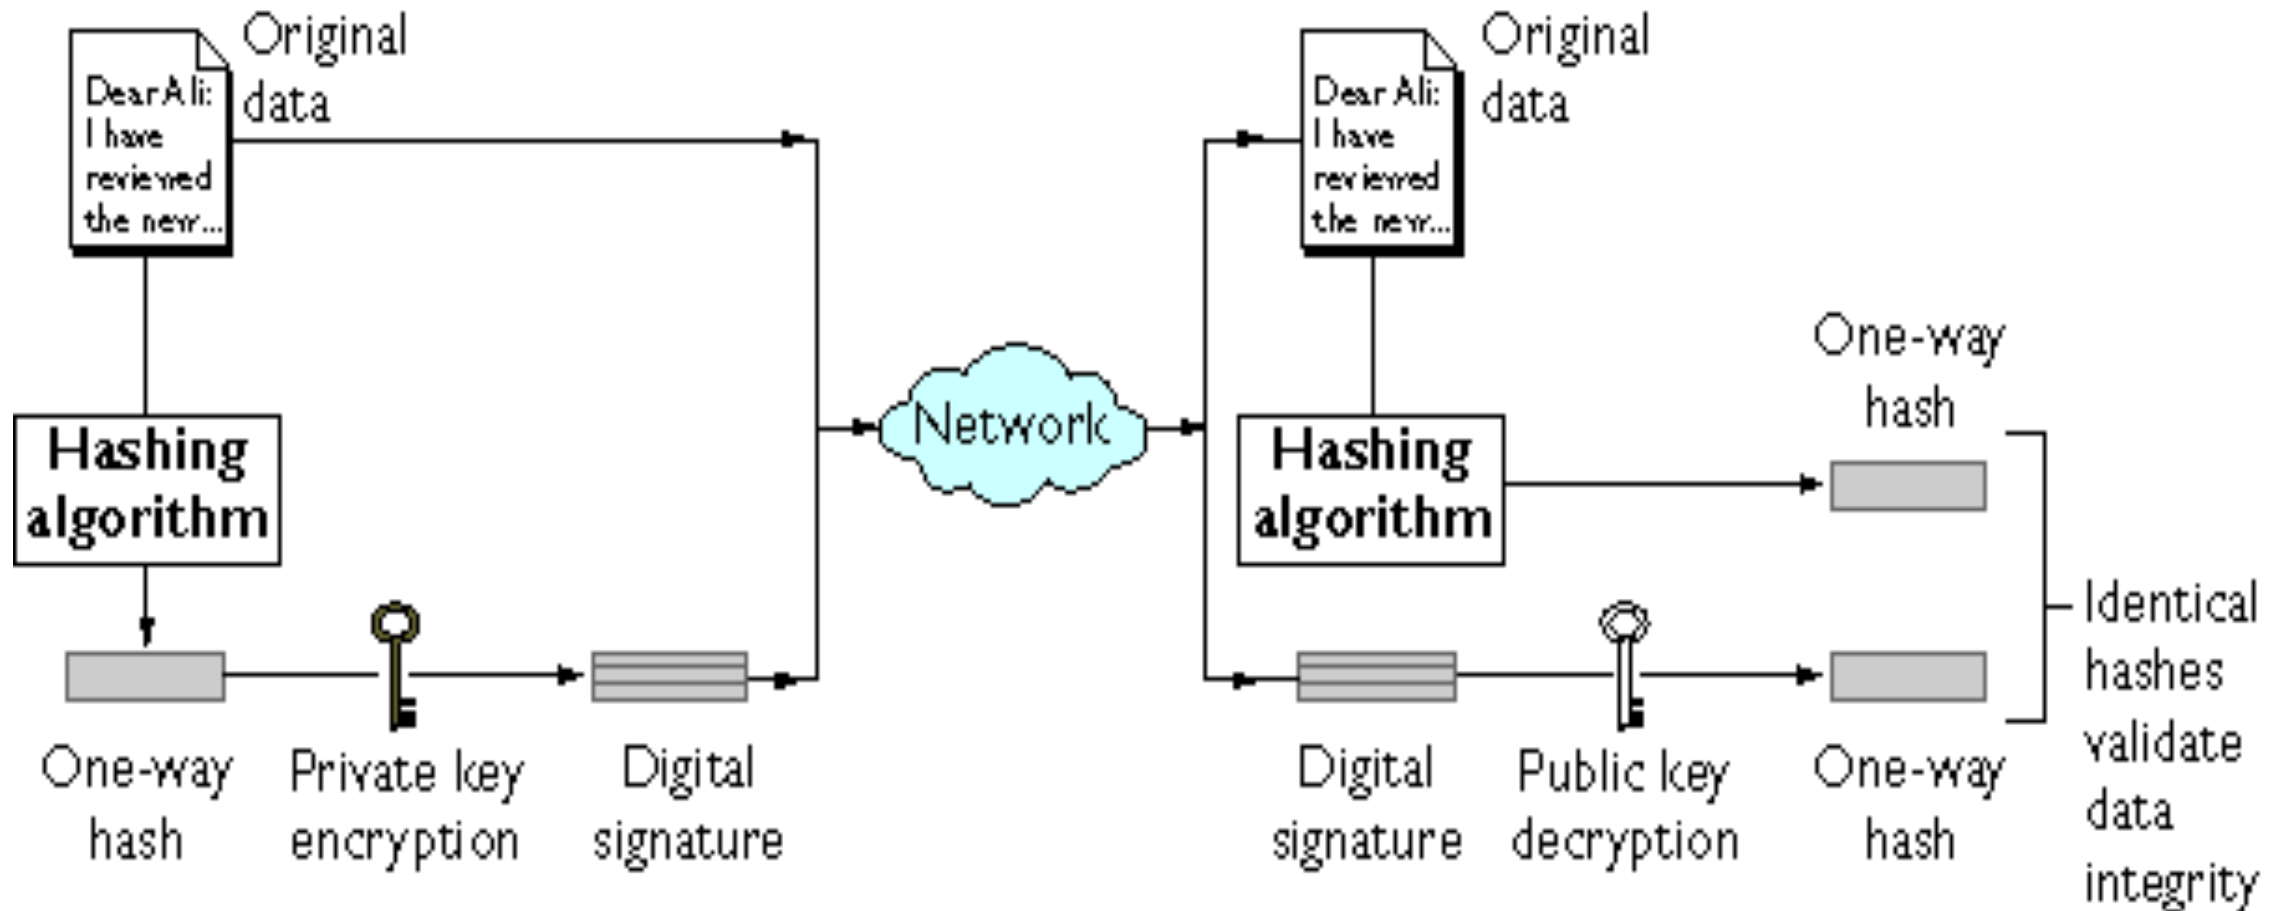 Original
data
Dear Ali:
I have
reviewed
the new...
Hashing
algorithm
One-way
hash
Private key
encryption
Digital
signature
Network
Original
data
Dear Ali:
I have
reviewed
the new...
Hashing
algorithm
One-way
hash
Digital
signature
Public key
decryption
One-way
hash
Identical
hashes
validate
data
integrity